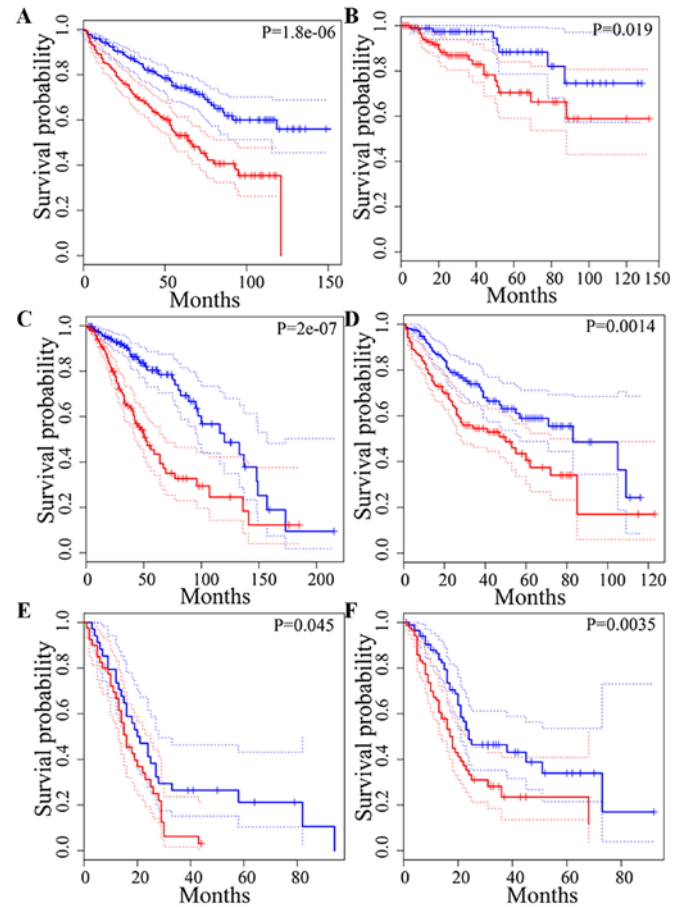 A
P=1.8e-06
Survival probability
0.0 0.2 0.4 0.6 0.8 1.0
0 50 100 150
Months
B
P=0.019
Survival probability
0.0 0.2 0.4 0.6 0.8 1.0
0 20 40 60 80 100 120 150
Months
C
P=2e-07
Survival probability
0.0 0.2 0.4 0.6 0.8 1.0
0 50 100 150 200
Months
D
P=0.0014
Survival probability
0.0 0.2 0.4 0.6 0.8 1.0
0 20 40 60 80 100 120
Months
E
P=0.045
Survial probability
0.0 0.2 0.4 0.6 0.8 1.0
0 20 40 60 80
Months
F
P=0.0035
Survival probability
0.0 0.2 0.4 0.6 0.8 1.0
0 20 40 60 80
Months